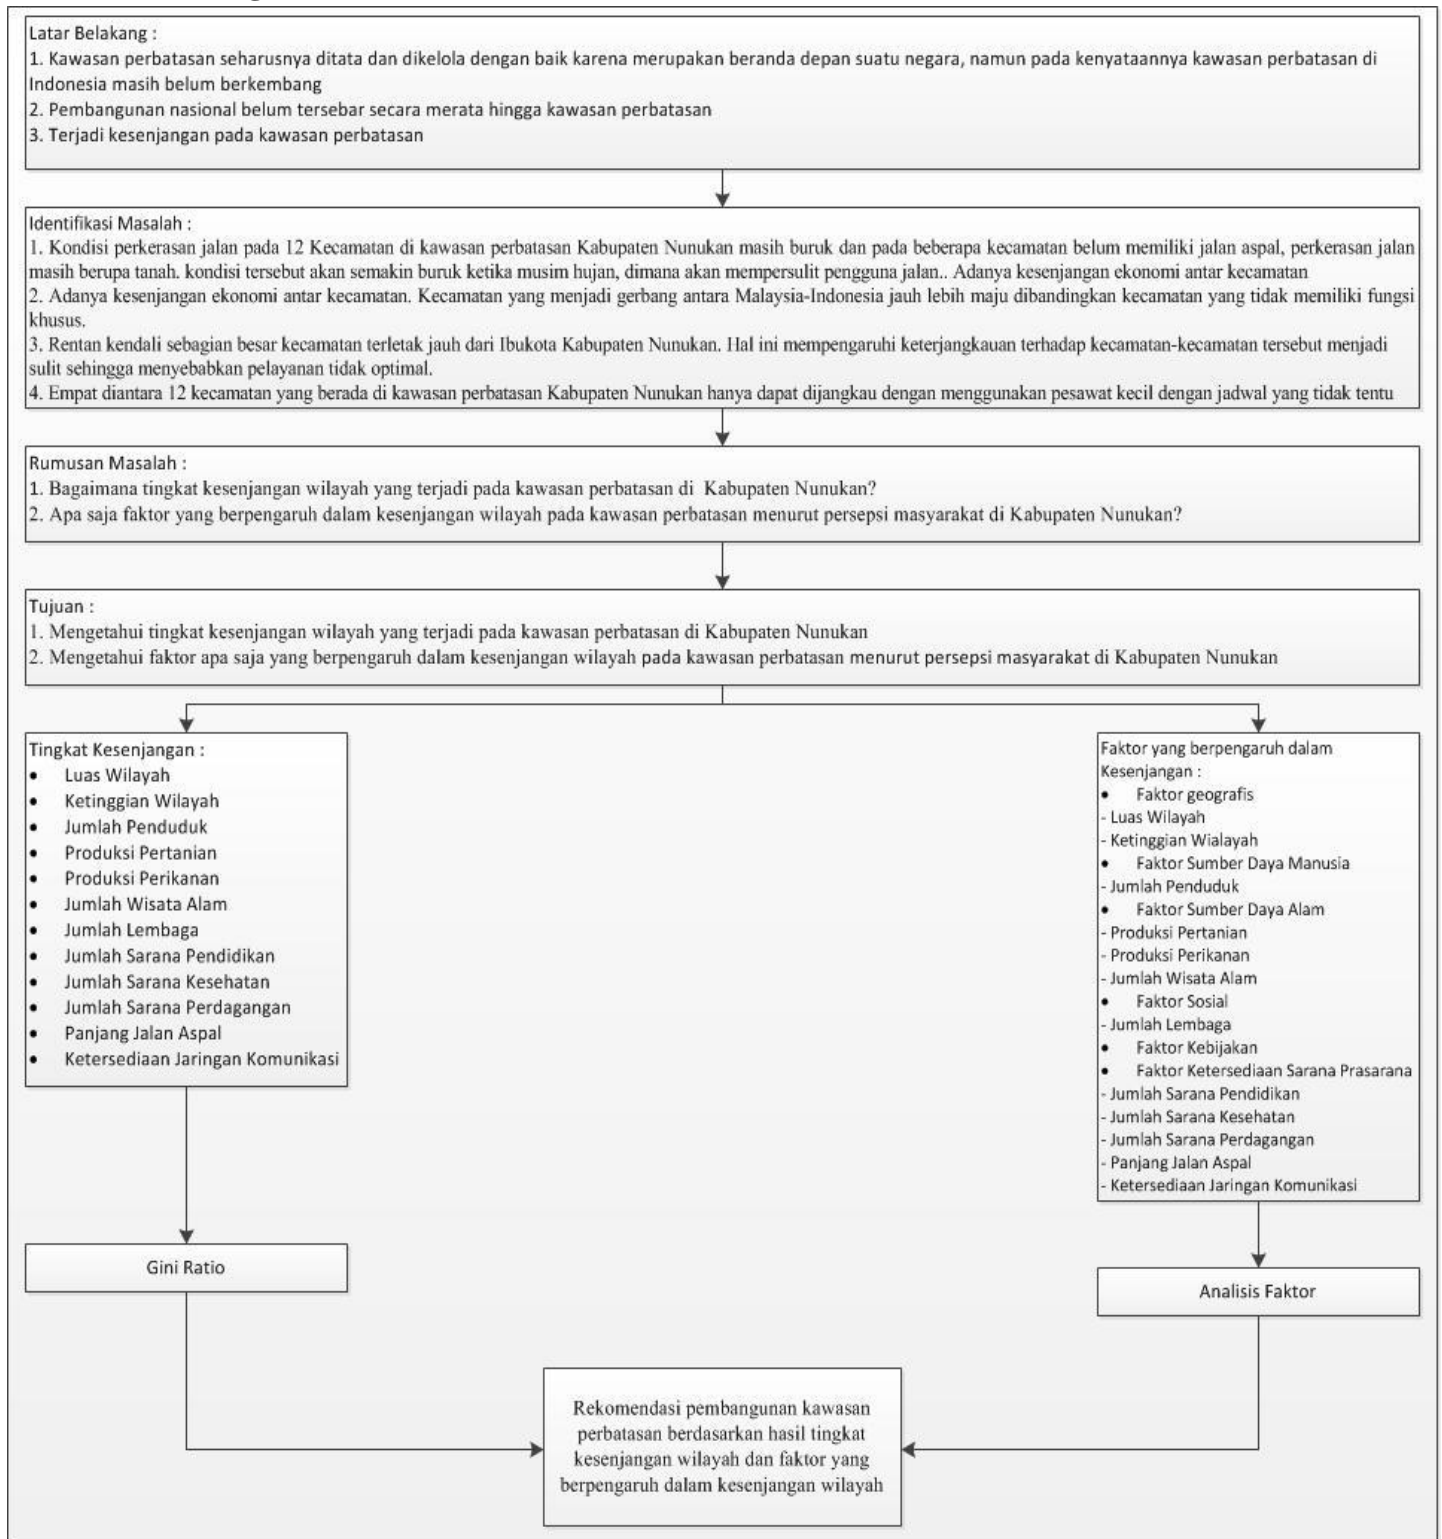 Latar Belakang :
1. Kawasan perbatasan seharusnya ditata dan dikelola dengan baik karena merupakan beranda depan suatu negara, namun pada kenyataannya kawasan perbatasan di
Indonesia masih belum berkembang
2. Pembangunan nasional belum tersebar secara merata hingga kawasan perbatasan
3. Terjadi kesenjangan pada kawasan perbatasan
Identifikasi Masalah :
1. Kondisi perkerasan jalan pada 12 Kecamatan di kawasan perbatasan Kabupaten Nunukan masih buruk dan pada beberapa kecamatan belum memiliki jalan aspal, perkerasan jalan
masih berupa tanah. kondisi tersebut akan semakin buruk ketika musim hujan, dimana akan mempersulit pengguna jalan.. Adanya kesenjangan ekonomi antar kecamatan
2. Adanya kesenjangan ekonomi antar kecamatan. Kecamatan yang menjadi gerbang antara Malaysia-Indonesia jauh lebih maju dibandingkan kecamatan yang tidak memiliki fungsi
khusus.
3. Rentan kendali sebagian besar kecamatan terletak jauh dari Ibukota Kabupaten Nunukan. Hal ini mempengaruhi keterjangkauan terhadap kecamatan-kecamatan tersebut menjadi
sulit sehingga menyebabkan pelayanan tidak optimal.
4. Empat diantara 12 kecamatan yang berada di kawasan perbatasan Kabupaten Nunukan hanya dapat dijangkau dengan menggunakan pesawat kecil dengan jadwal yang tidak tentu
Rumusan Masalah :
1. Bagaimana tingkat kesenjangan wilayah yang terjadi pada kawasan perbatasan di Kabupaten Nunukan?
2. Apa saja faktor yang berpengaruh dalam kesenjangan wilayah pada kawasan perbatasan menurut persepsi masyarakat di Kabupaten Nunukan?
Tujuan :
1. Mengetahui tingkat kesenjangan wilayah yang terjadi pada kawasan perbatasan di Kabupaten Nunukan
2. Mengetahui faktor apa saja yang berpengaruh dalam kesenjangan wilayah pada kawasan perbatasan menurut persepsi masyarakat di Kabupaten Nunukan
Tingkat Kesenjangan :
• Luas Wilayah
• Ketinggian Wilayah
• Jumlah Penduduk
• Produksi Pertanian
• Produksi Perikanan
• Jumlah Wisata Alam
• Jumlah Lembaga
• Jumlah Sarana Pendidikan
• Jumlah Sarana Kesehatan
• Jumlah Sarana Perdagangan
• Panjang Jalan Aspal
• Ketersediaan Jaringan Komunikasi
Gini Ratio
Faktor yang berpengaruh dalam
Kesenjangan :
• Faktor geografis
- Luas Wilayah
- Ketinggian Wialayah
• Faktor Sumber Daya Manusia
- Jumlah Penduduk
• Faktor Sumber Daya Alam
- Produksi Pertanian
- Produksi Perikanan
- Jumlah Wisata Alam
• Faktor Sosial
- Jumlah Lembaga
• Faktor Kebijakan
• Faktor Ketersediaan Sarana Prasarana
- Jumlah Sarana Pendidikan
- Jumlah Sarana Kesehatan
- Jumlah Sarana Perdagangan
- Panjang Jalan Aspal
- Ketersediaan Jaringan Komunikasi
Analisis Faktor
Rekomendasi pembangunan kawasan
perbatasan berdasarkan hasil tingkat
kesenjangan wilayah dan faktor yang
berpengaruh dalam kesenjangan wilayah